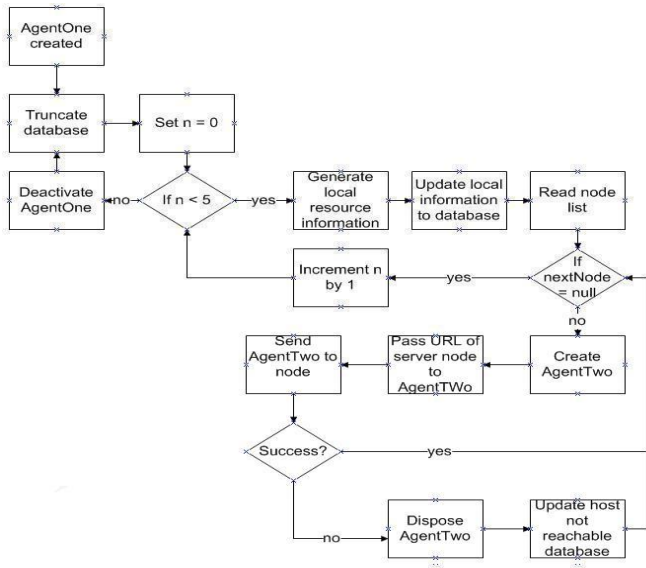 AgentOne
created
Truncate
database
Set n = 0
Deactivate
AgentOne
no
If n < 5
yes
Generate
local
resource
information
Update local
information
to database
Read node
list
Increment n
by 1
yes
If
nextNode
= null
no
Send
AgentTwo to
node
Pass URL of
server node
to
AgentTWo
Create
AgentTwo
Success?
yes
no
Dispose
AgentTwo
Update host
not
reachable
database